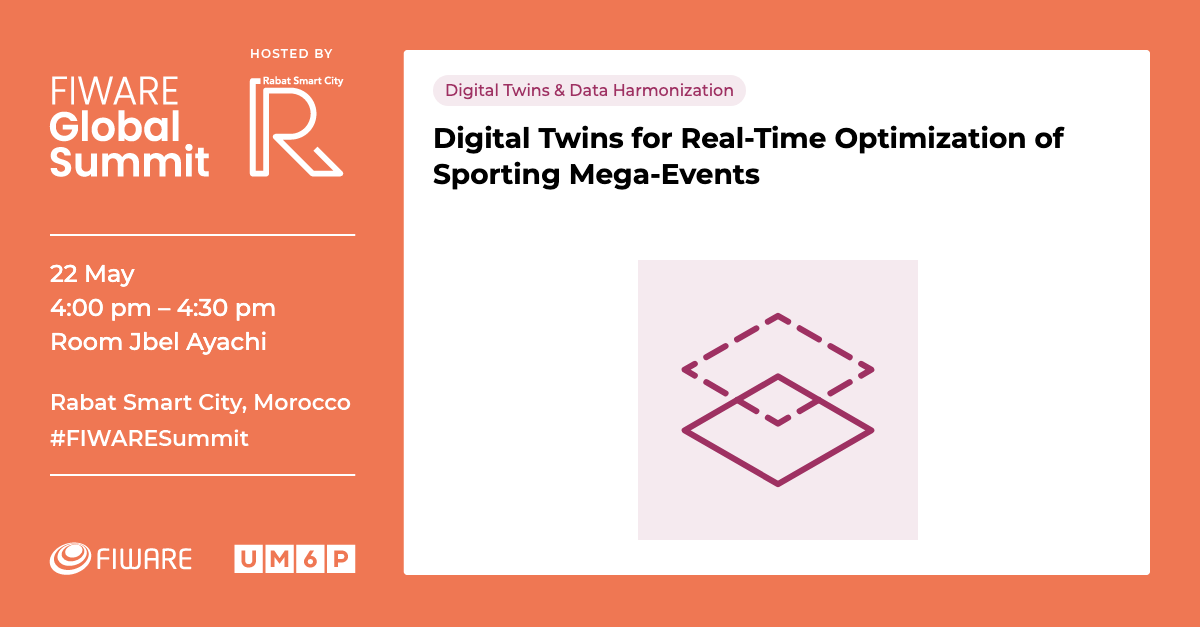 HOSTED BY
FIWARE
Global
Summit
Rabat Smart City
R
22 May
4:00 pm – 4:30 pm
Room Jbel Ayachi
Rabat Smart City, Morocco
#FIWARESummit
FIWARE
UM6P
Digital Twins & Data Harmonization
Digital Twins for Real-Time Optimization of
Sporting Mega-Events